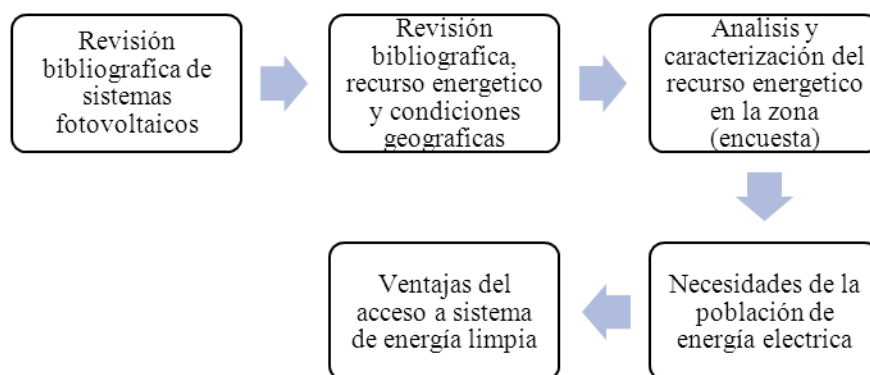 Revisión
bibliografica de
sistemas
fotovoltaicos
Revisión
bibliografica,
recurso energetico
y condiciones
geograficas
Analisis y
caracterización del
recurso energetico
en la zona
(encuesta)
Necesidades de la
población de
energía electrica
Ventajas del
acceso a sistema
de energía limpia